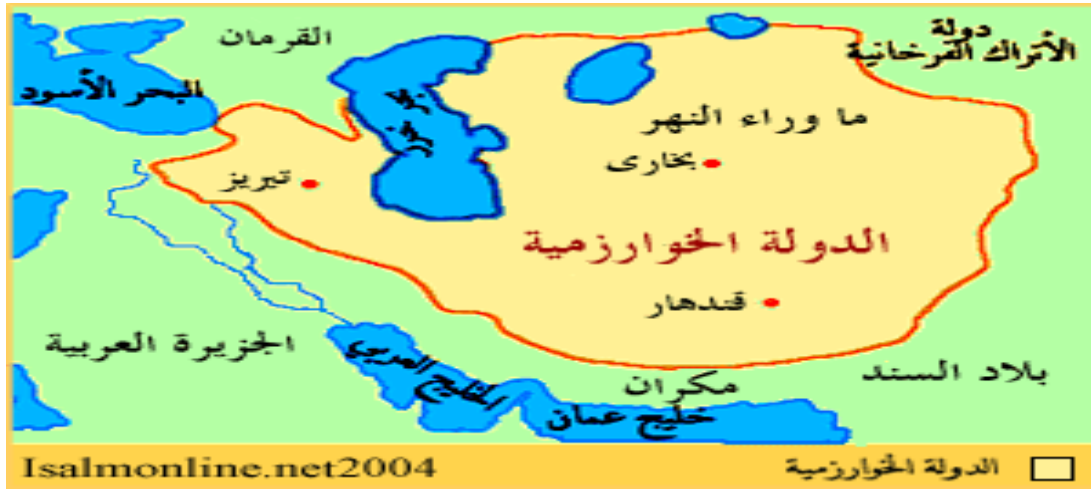 القرمان
دولة
الأتراك القرخانية
البحر الأسود
بحر خزر
ما وراء النهر
بخارى
تبريز
الدولة الخوارزمية
قندهار
الجزيرة العربية
الخليج العربي
مكران
بلاد السند
خليج عمان
الدولة الخوارزمية
Isalmonline.net2004